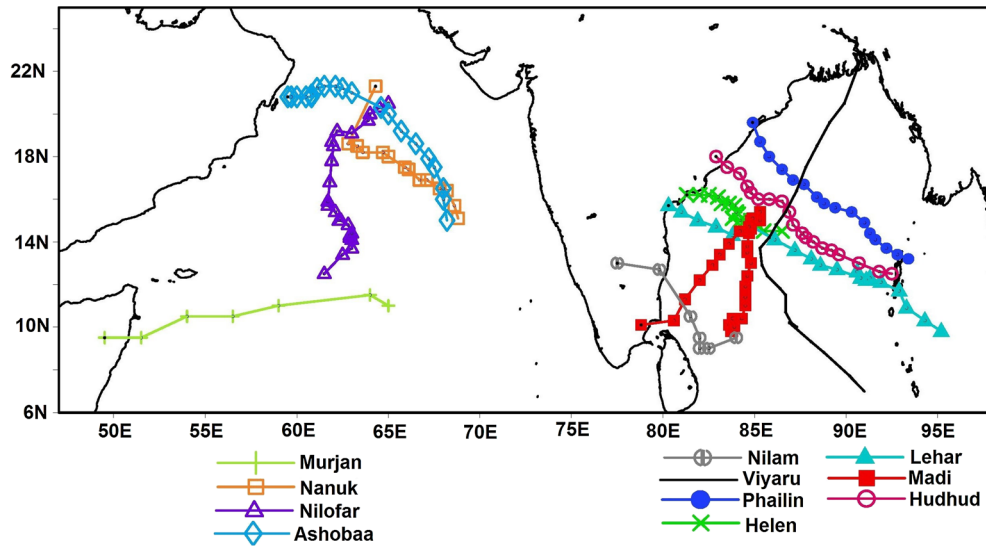 22N
18N
14N
10N
6N
50E 55E 60E 65E 70E 75E 80E 85E 90E 95E
Murjan
Nanuk
Nilofar
Ashobaa
Nilam
Viyaru
Phailin
Helen
Lehar
Madi
Hudhud